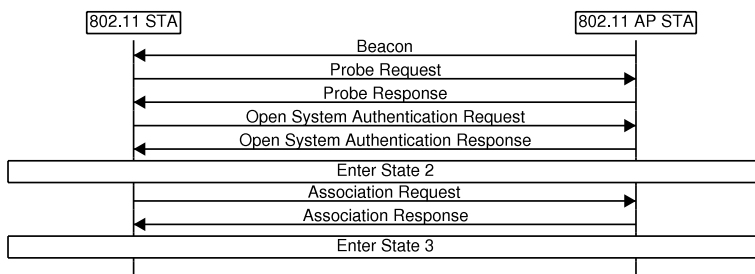 802.11 STA
802.11 AP STA
Beacon
Probe Request
Probe Response
Open System Authentication Request
Open System Authentication Response
Enter State 2
Association Request
Association Response
Enter State 3